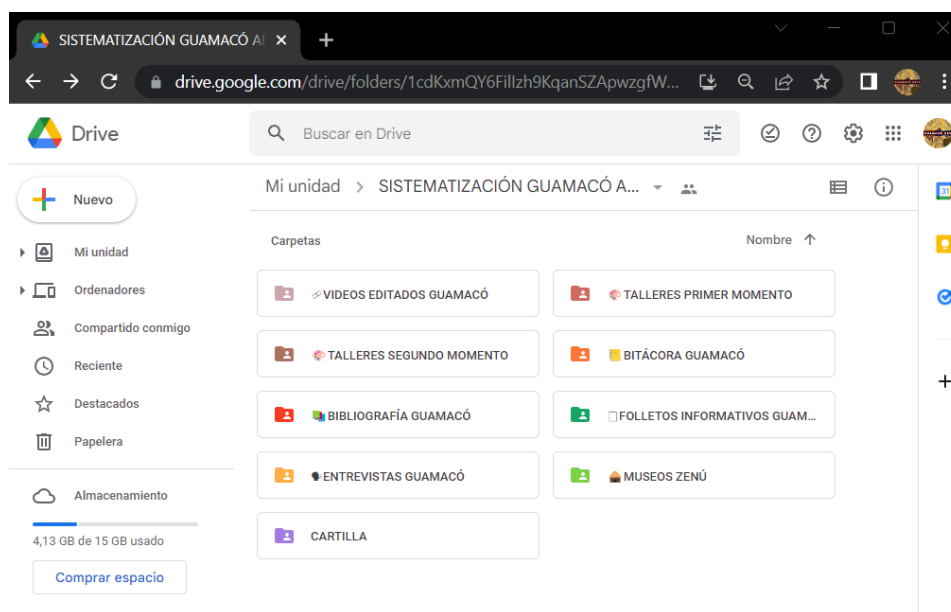 SISTEMATIZACIÓN GUAMACÓ A
drive.google.com/drive/folders/1cdKxmQY6FilIzh9KqanSZApwzgfW...
Drive
Buscar en Drive
Nuevo
Mi unidad > SISTEMATIZACIÓN GUAMACÓ A...
31
Carpetas
Nombre
Mi unidad
Ordenadores
Compartido conmigo
Reciente
Destacados
Papelera
Almacenamiento
4,13 GB de 15 GB usado
Comprar espacio
VIDEOS EDITADOS GUAMACÓ
TALLERES PRIMER MOMENTO
TALLERES SEGUNDO MOMENTO
BITÁCORA GUAMACÓ
BIBLIOGRAFÍA GUAMACÓ
FOLLETOS INFORMATIVOS GUAM...
ENTREVISTAS GUAMACÓ
MUSEOS ZENÚ
CARTILLA